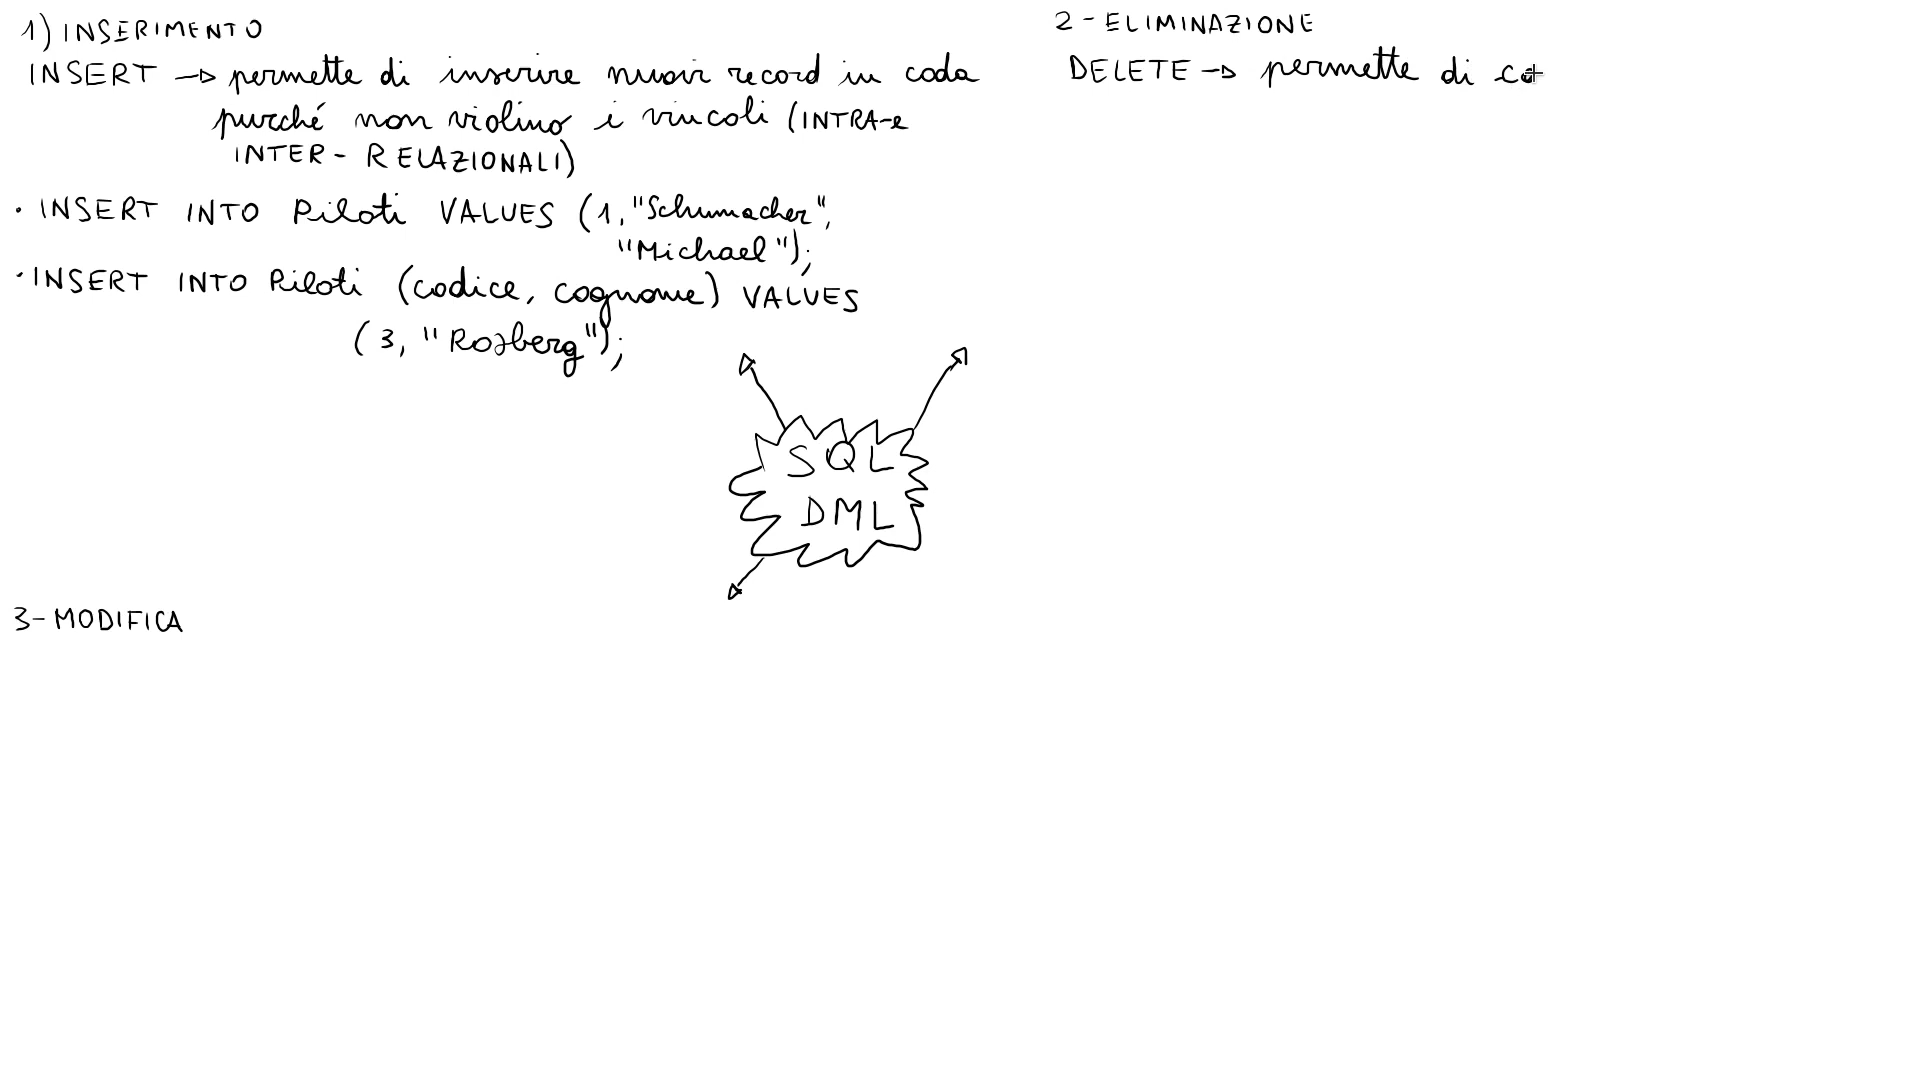 1) INSERIMENTO
INSERT → permette di inserire nuovi record in coda
purché non violino i vincoli (INTRA-e
INTER-RELAZIONALI)
• INSERT INTO Piloti VALUES (1, "Schumacher",
"Michael");
• INSERT INTO Piloti (codice, cognome) VALUES
(3, "Rosberg");
2-ELIMINAZIONE
DELETE → permette di ca
SQL
DML
3-MODIFICA